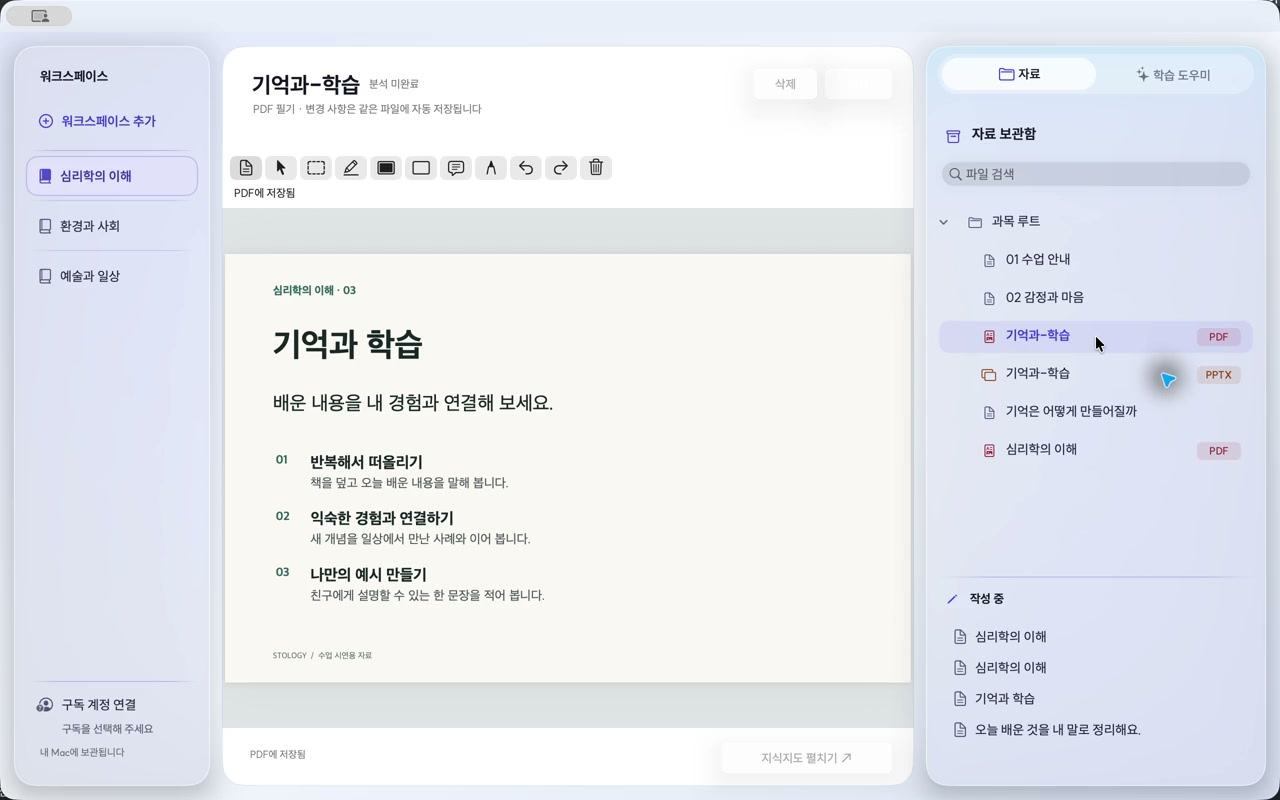 워크스페이스
워크스페이스 추가
심리학의 이해
환경과 사회
예술과 일상
구독 계정 연결
구독을 선택해 주세요
내 Mac에 보관됩니다
기억과-학습 분석 미완료
PDF 필기 · 변경 사항은 같은 파일에 자동 저장됩니다
삭제
PDF에 저장됨
심리학의 이해 · 03
기억과 학습
배운 내용을 내 경험과 연결해 보세요.
01 반복해서 떠올리기
책을 덮고 오늘 배운 내용을 말해 봅니다.
02 익숙한 경험과 연결하기
새 개념을 일상에서 만난 사례와 이어 봅니다.
03 나만의 예시 만들기
친구에게 설명할 수 있는 한 문장을 적어 봅니다.
STOLOGY / 수업 시연용 자료
PDF에 저장됨
지식지도 펼치기 ↗
자료
학습 도우미
자료 보관함
파일 검색
과목 루트
01 수업 안내
02 감정과 마음
기억과-학습 PDF
기억과-학습 PPTX
기억은 어떻게 만들어질까
심리학의 이해 PDF
작성 중
심리학의 이해
심리학의 이해
기억과 학습
오늘 배운 것을 내 말로 정리해요.